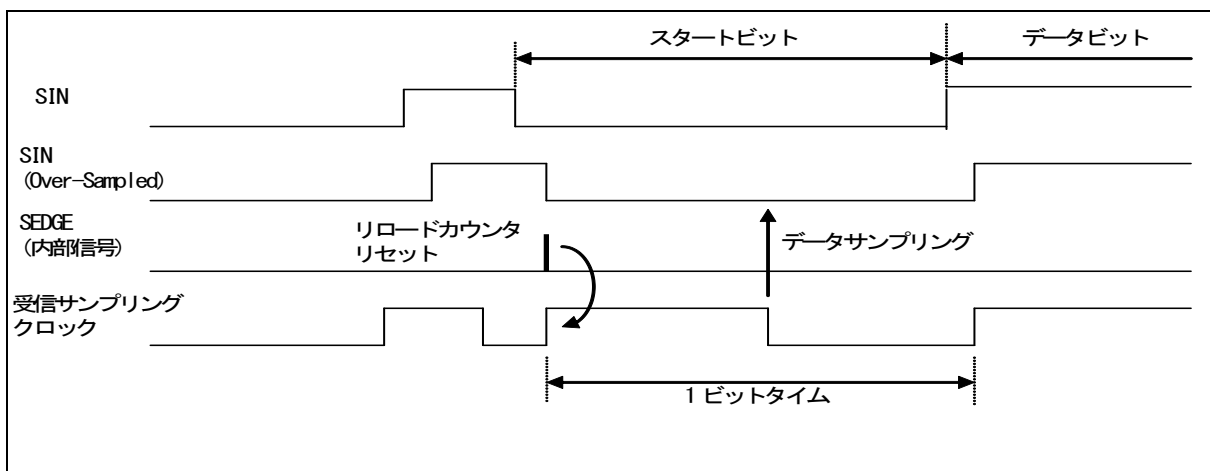 スタートビット
データビット
SIN
SIN
(Over-Sampled)
SEDGE
(内部信号)
リロードカウンタ
リセット
データサンプリング
受信サンプリング
クロック
1 ビットタイム